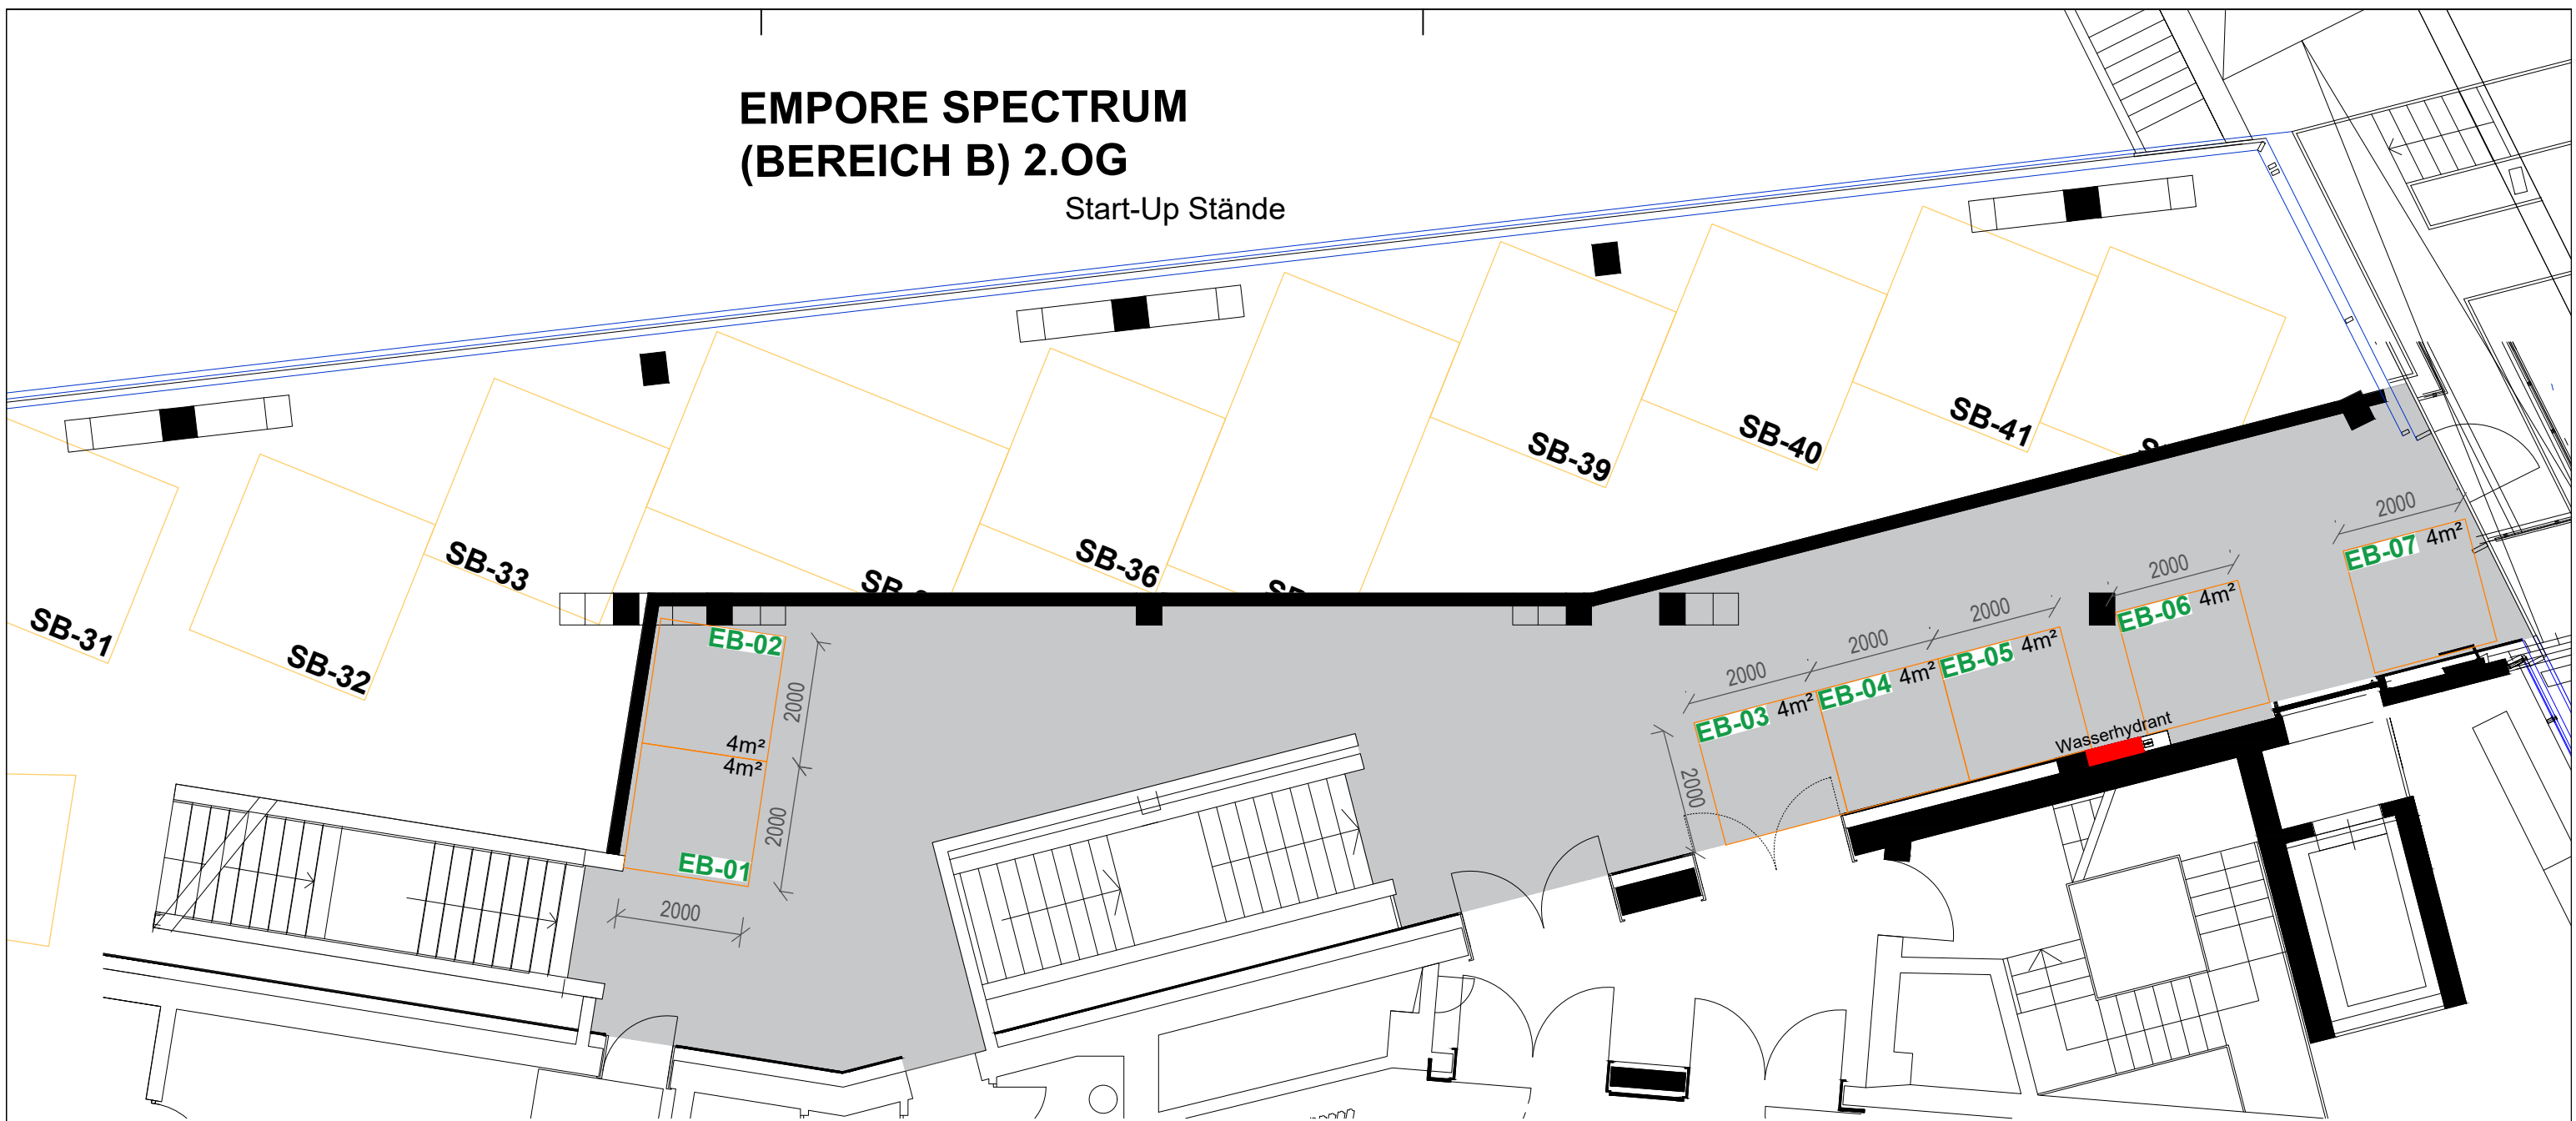 EMPORE SPECTRUM
(BEREICH B) 2.OG
Start-Up Stände
SB-31
SB-32
SB-33
SB-36
SB-39
SB-40
SB-41
EB-02
4m²
2000
4m²
2000
EB-01
2000
2000
EB-03 4m²
2000
2000
EB-04 4m²
2000
EB-05 4m²
2000
EB-06 4m²
2000
EB-07 4m²
Wasserhydrant